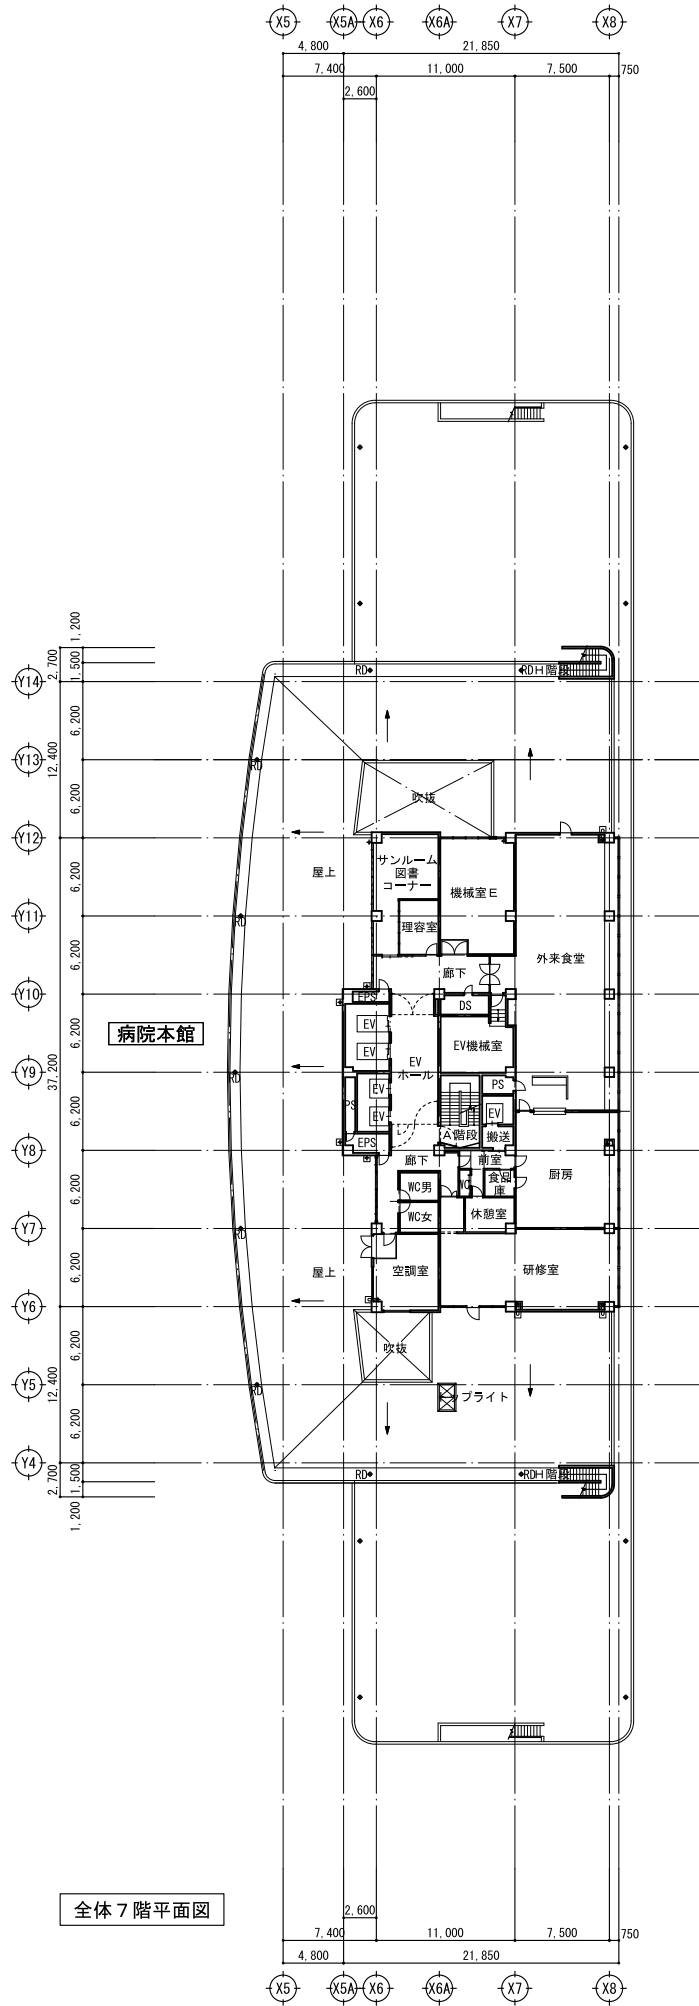 X5 X5A X6 X6A X7 X8
4,800 21,850
7,400 11,000 7,500 750
2,600
1,200
2,700 1,500
Y14
RD RD H階段
6,200
12,400
Y13
RD
6,200
吹抜
Y12
サンルーム
図書
コーナー
機械室E
屋上
6,200
Y11
RD
理容室
6,200
廊下
外来食堂
Y10
EPS
DS
病院本館
6,200
EV
EV
EV機械室
EV
ホール
Y9
RD
37,200
PS
EV
PS
6,200
EV
EV
A階段
搬送
Y8
EPS
廊下
前室
6,200
WC男
WC
食品
庫
厨房
WC女
休憩室
Y7
RD
6,200
空調室
研修室
屋上
Y6
6,200
吹抜
Y5
RD
12,400
トップライト
6,200
Y4
RD RD H階段
2,700 1,500
1,200
全体7階平面図
2,600
7,400 11,000 7,500 750
4,800 21,850
X5 X5A X6 X6A X7 X8